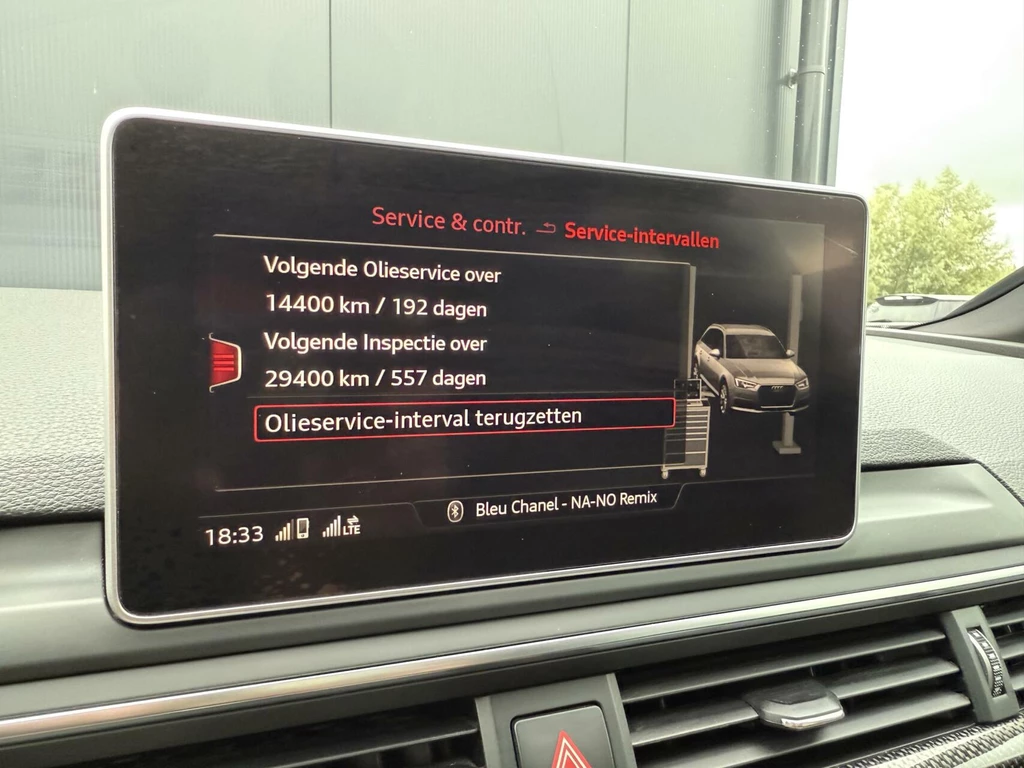 Service & contr. Service-intervallen
Volgende Olieservice over
14400 km / 192 dagen
Volgende Inspectie over
29400 km / 557 dagen
Olieservice-interval terugzetten
Bleu Chanel - NA-NO Remix
18:33 LTE